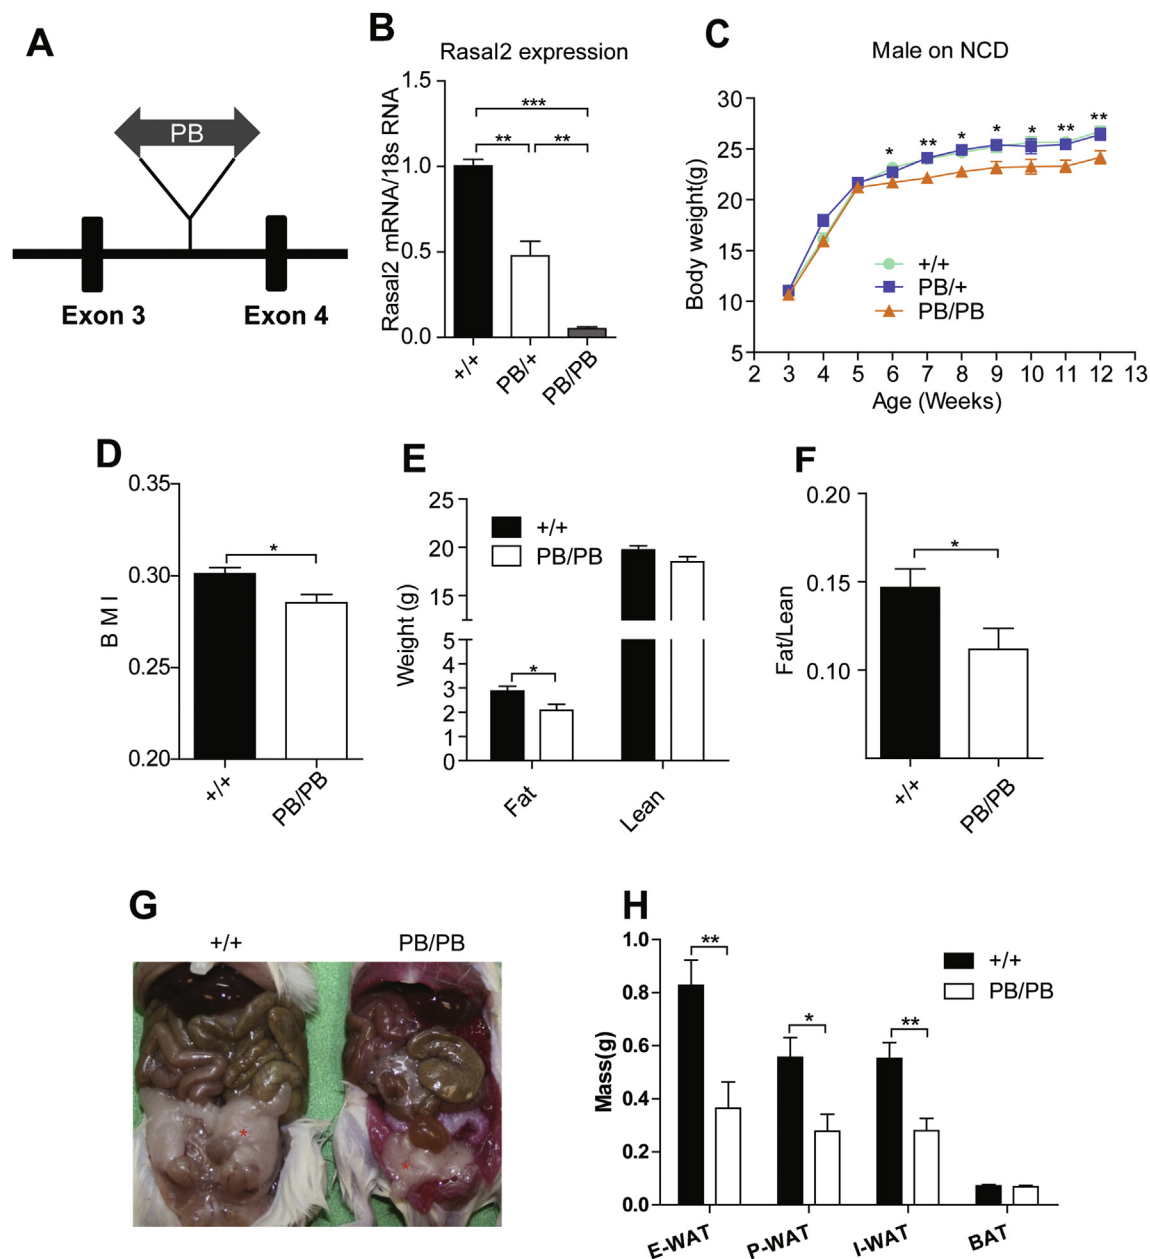 A
PB
Exon 3
Exon 4
B
Rasal2 expression
Rasal2 mRNA/18s RNA
1.5
1.0
0.5
0.0
***
**
**
+/+
PB/+
PB/PB
C
Male on NCD
Body weight(g)
30
25
20
15
10
5
*
**
*
*
*
**
**
+/+
PB/+
PB/PB
2
3
4
5
6
7
8
9
10
11
12
13
Age (Weeks)
D
B M I
0.35
0.30
0.25
0.20
*
+/+
PB/PB
E
Weight (g)
25
20
15
5
4
3
2
1
0
+/+
PB/PB
*
Fat
Lean
F
Fat/Lean
0.20
0.15
0.10
*
+/+
PB/PB
G
+/+
PB/PB
*
*
H
Mass(g)
1.0
0.8
0.6
0.4
0.2
0.0
**
*
**
+/+
PB/PB
E-WAT
P-WAT
I-WAT
BAT